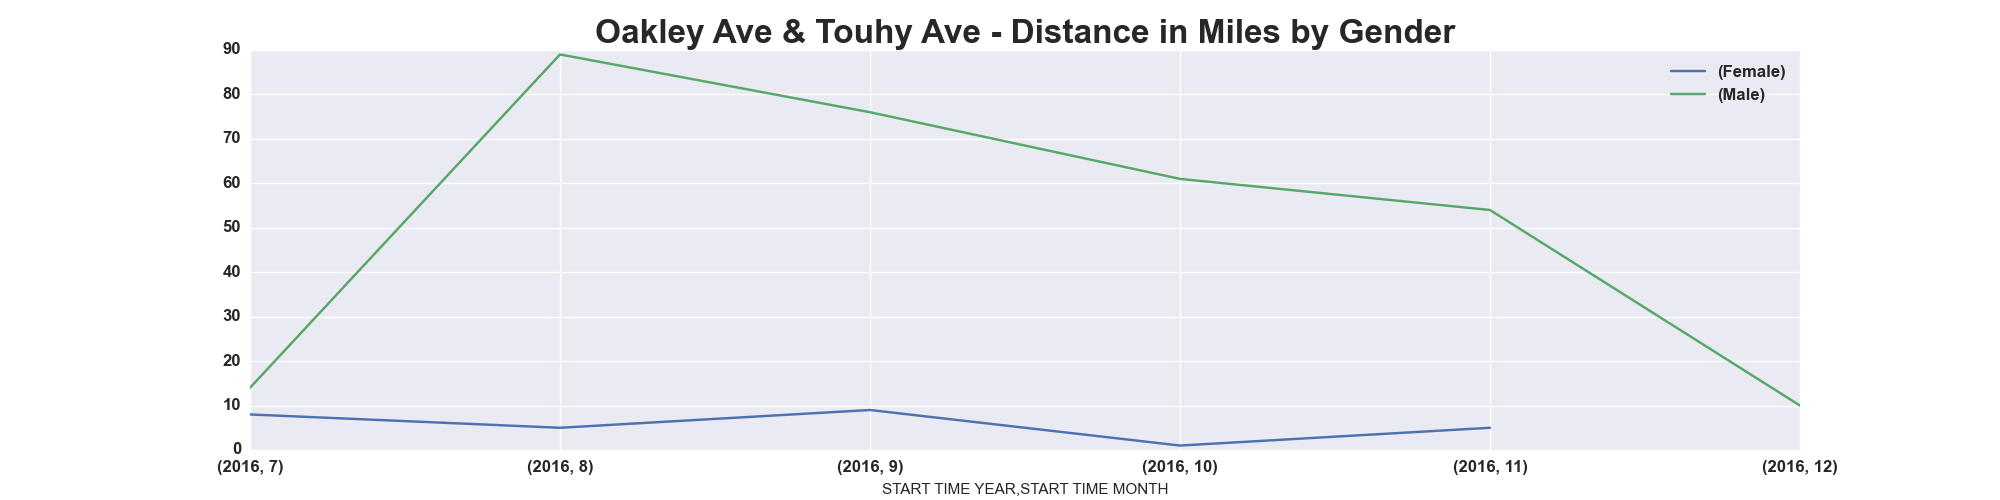 Oakley Ave & Touhy Ave - Distance in Miles by Gender
90
80
70
60
50
40
30
20
10
0
(Female)
(Male)
(2016, 7) (2016, 8) (2016, 9) (2016, 10) (2016, 11) (2016, 12)
START TIME YEAR,START TIME MONTH